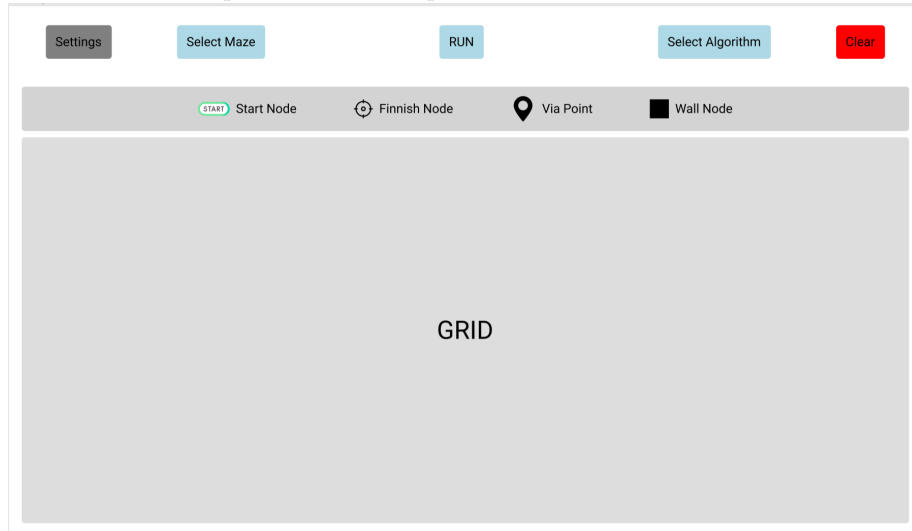 Settings
Select Maze
RUN
Select Algorithm
Clear
START Start Node
Finnish Node
Via Point
Wall Node
GRID